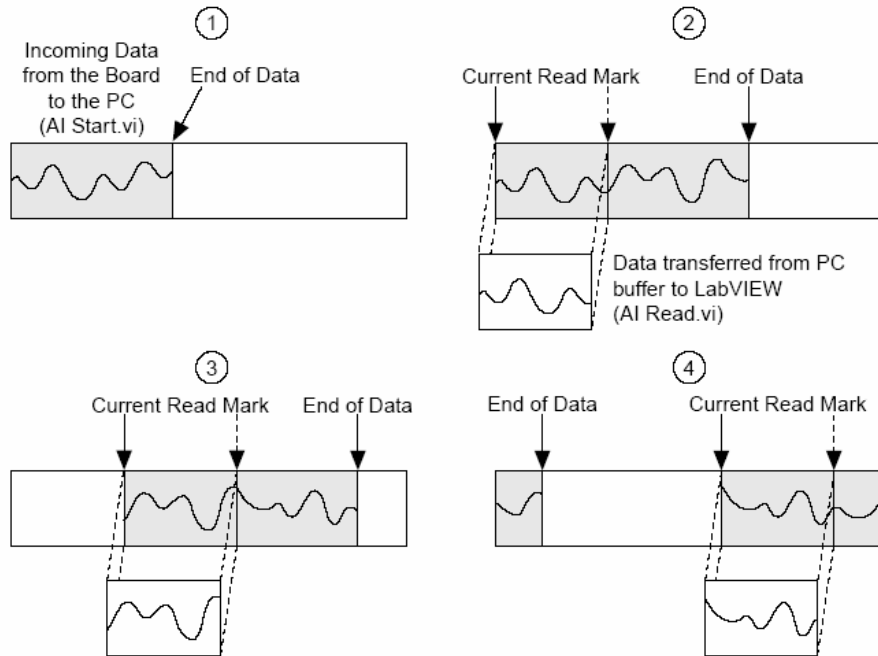 1
Incoming Data
from the Board
to the PC
(AI Start.vi)
End of Data
2
Current Read Mark
End of Data
Data transferred from PC
buffer to LabVIEW
(AI Read.vi)
3
Current Read Mark
End of Data
4
End of Data
Current Read Mark